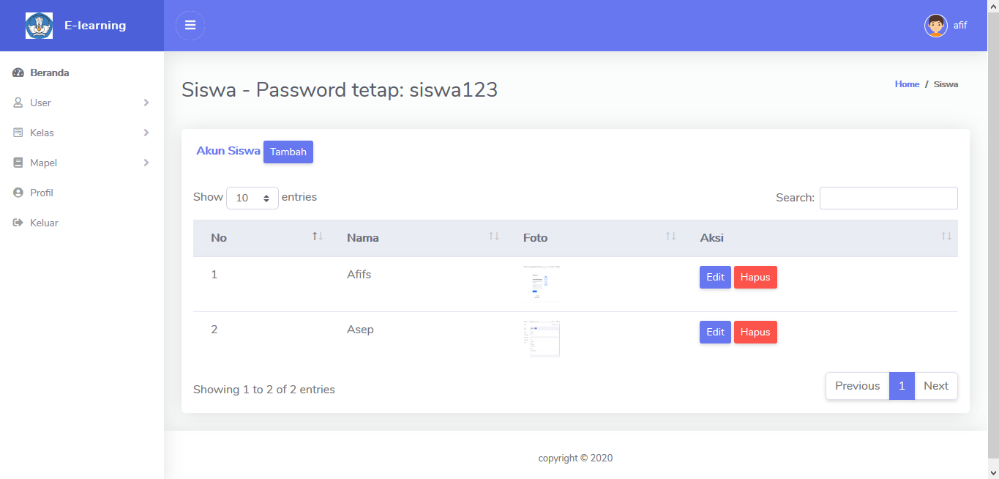 E-learning
afif
Beranda
User
Kelas
Mapel
Profil
Keluar
Siswa - Password tetap: siswa123
Home / Siswa
Akun Siswa Tambah
Show 10 entries
Search:
No Nama Foto Aksi
1 Afifs Edit Hapus
2 Asep Edit Hapus
Showing 1 to 2 of 2 entries
Previous 1 Next
copyright © 2020